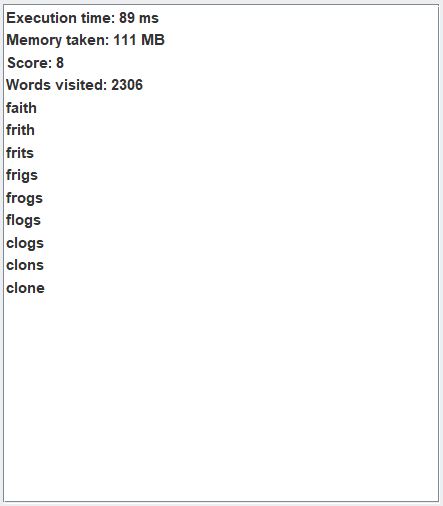 Execution time: 89 ms
Memory taken: 111 MB
Score: 8
Words visited: 2306
faith
frith
frits
frigs
frogs
flogs
clogs
clons
clone